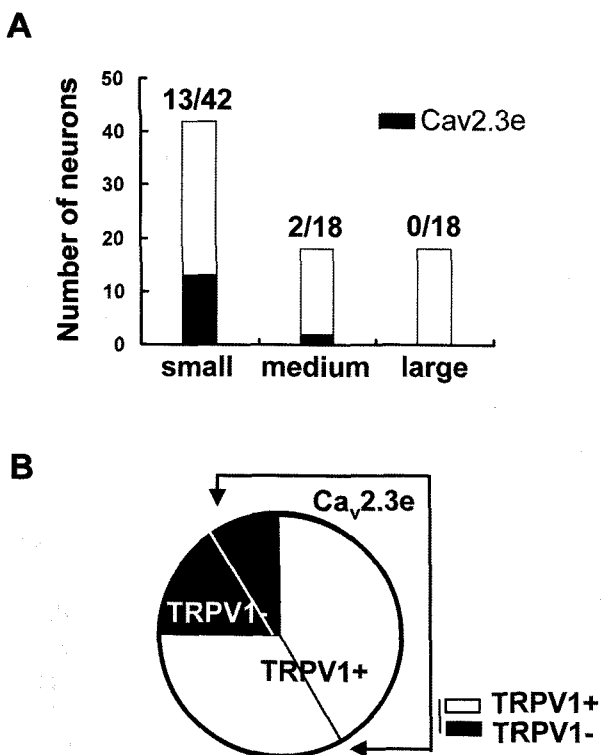 A
50
13/42
Cav2.3e
40
30
2/18
0/18
20
10
0
Number of neurons
small medium large
B
Cav2.3e
TRPV1-
TRPV1+
TRPV1+
TRPV1-